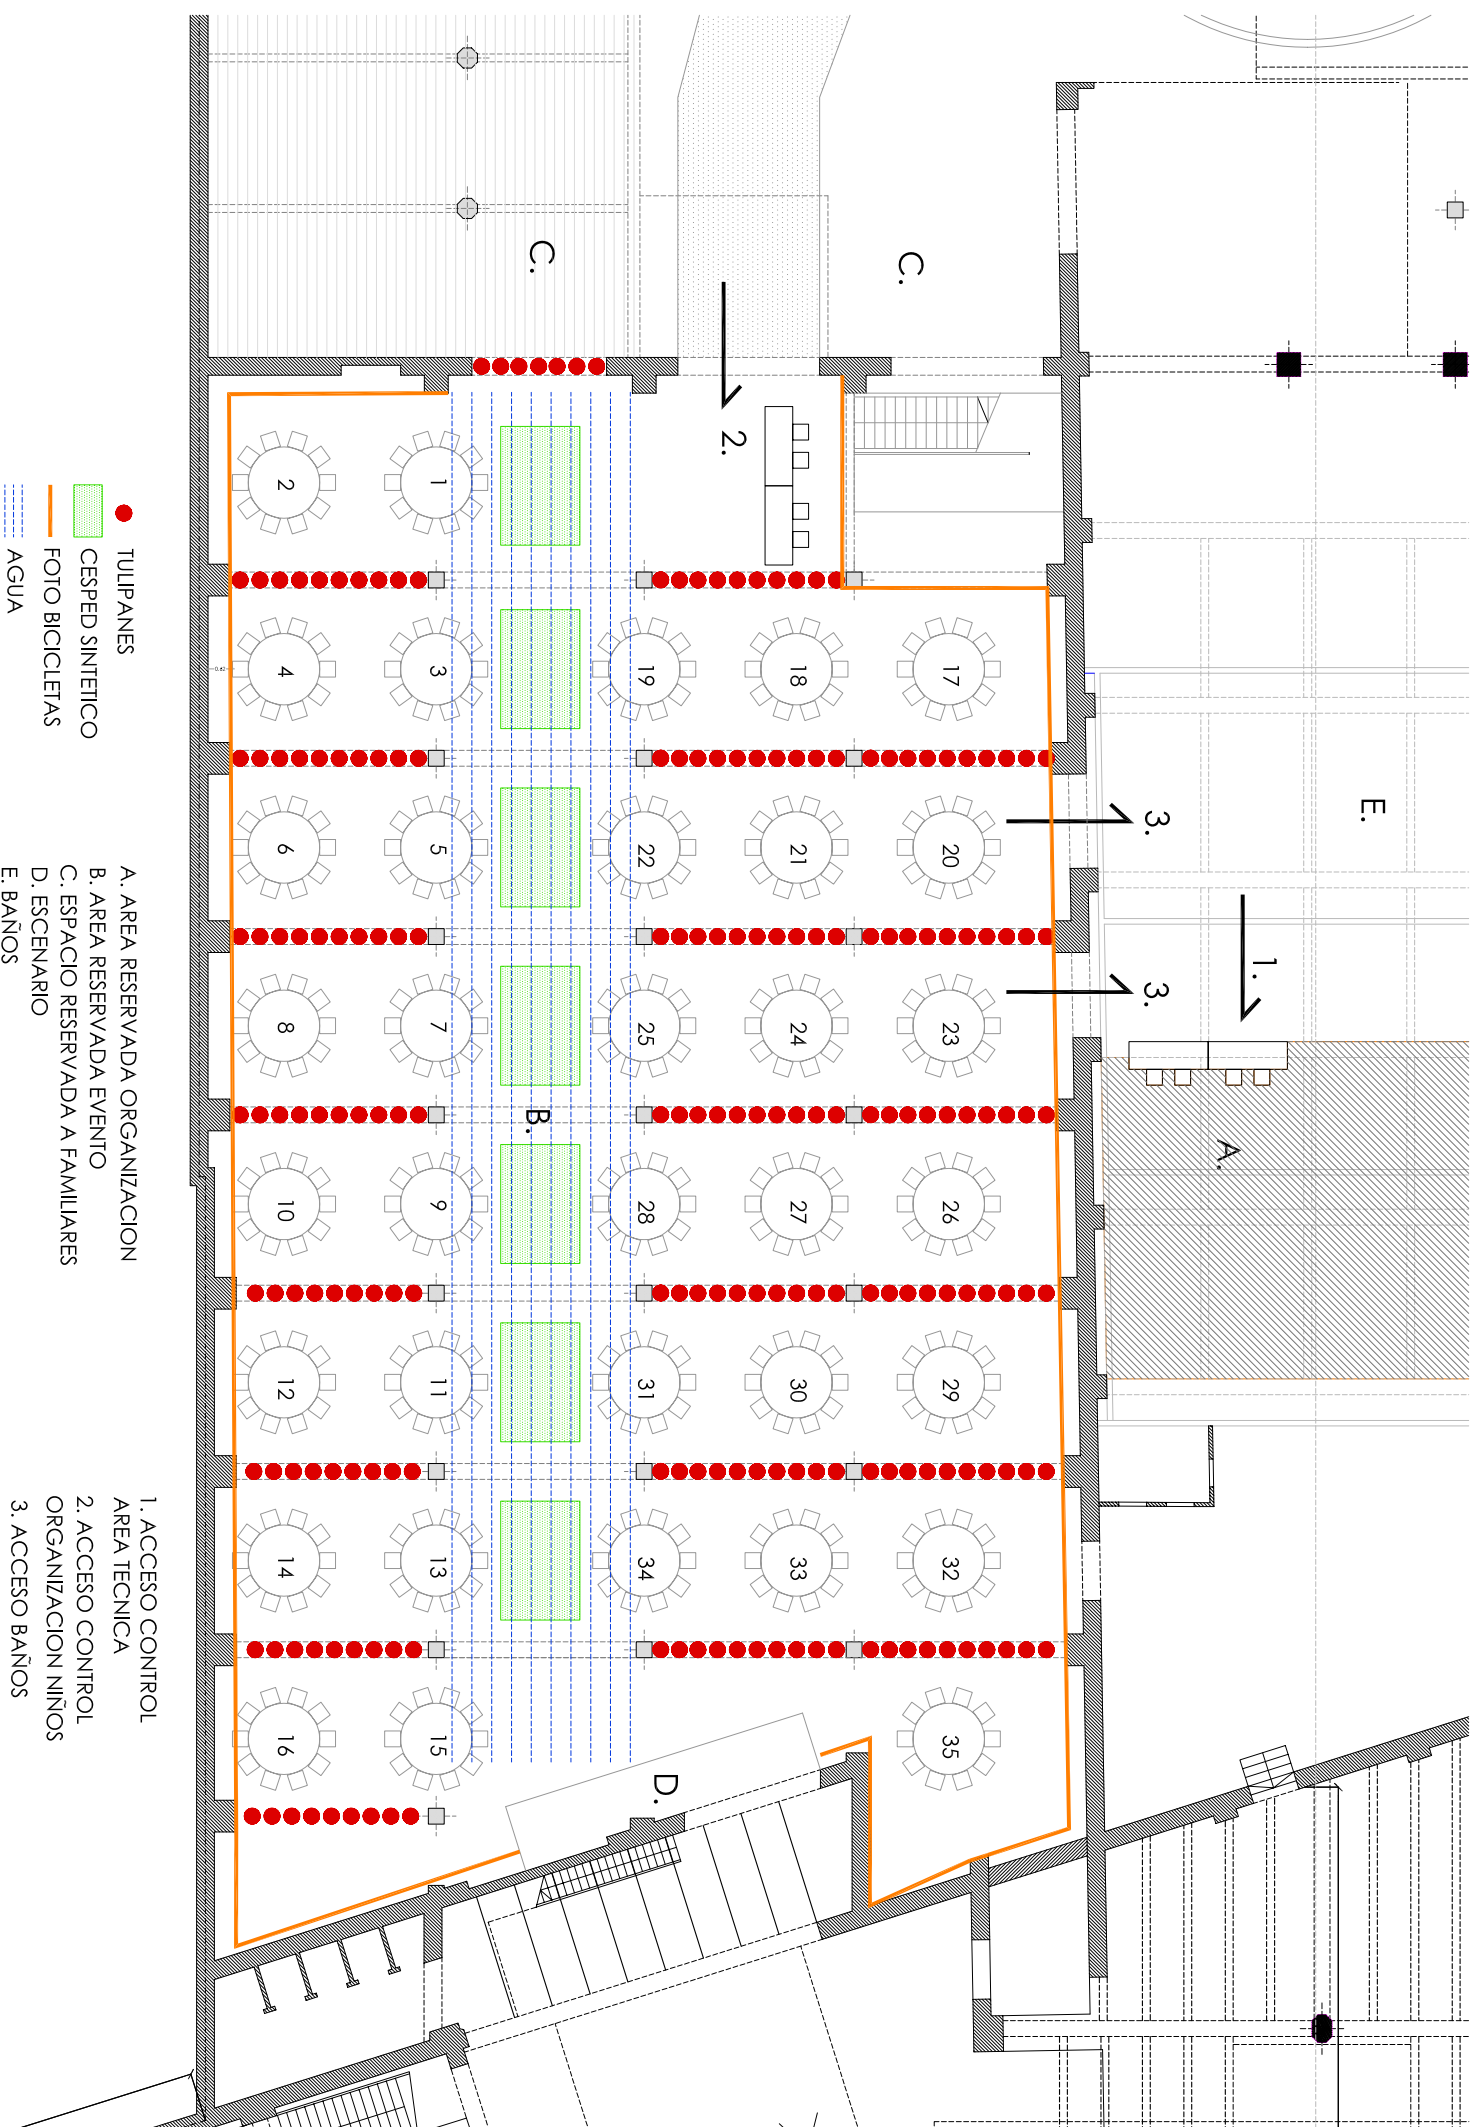 C.
C.
2.
E.
3.
1.
3.
A.
B.
D.
1
2
3
4
5
6
7
8
9
10
11
12
13
14
15
16
17
18
19
20
21
22
23
24
25
26
27
28
29
30
31
32
33
34
35
TULIPANES
CESPED SINTETICO
FOTO BICICLETAS
AGUA
A. AREA RESERVADA ORGANIZACION
B. AREA RESERVADA EVENTO
C. ESPACIO RESERVADA A FAMILIARES
D. ESCENARIO
E. BAÑOS
1. ACCESO CONTROL
AREA TECNICA
2. ACCESO CONTROL
ORGANIZACION NIÑOS
3. ACCESO BAÑOS